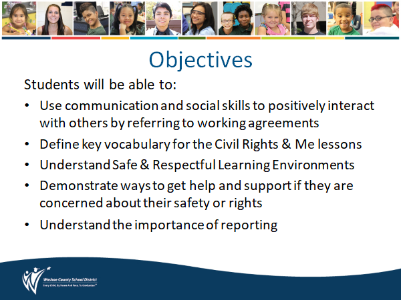 Objectives
Students will be able to:
• Use communication and social skills to positively interact
with others by referring to working agreements
• Define key vocabulary for the Civil Rights & Me lessons
• Understand Safe & Respectful Learning Environments
• Demonstrate ways to get help and support if they are
concerned about their safety or rights
• Understand the importance of reporting
Washoe County School District